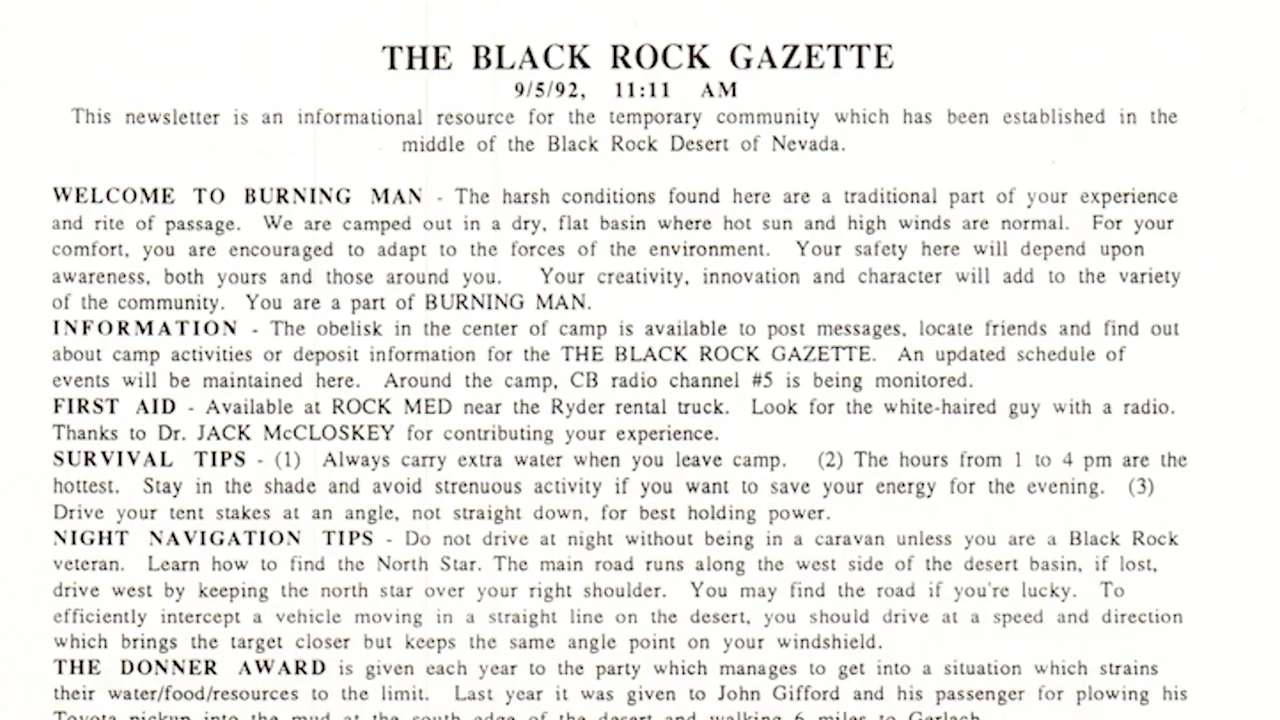 THE BLACK ROCK GAZETTE
9/5/92, 11:11 AM
This newsletter is an informational resource for the temporary community which has been established in the
middle of the Black Rock Desert of Nevada.
WELCOME TO BURNING MAN - The harsh conditions found here are a traditional part of your experience
and rite of passage. We are camped out in a dry, flat basin where hot sun and high winds are normal. For your
comfort, you are encouraged to adapt to the forces of the environment. Your safety here will depend upon
awareness, both yours and those around you. Your creativity, innovation and character will add to the variety
of the community. You are a part of BURNING MAN.
INFORMATION - The obelisk in the center of camp is available to post messages, locate friends and find out
about camp activities or deposit information for the THE BLACK ROCK GAZETTE. An updated schedule of
events will be maintained here. Around the camp, CB radio channel #5 is being monitored.
FIRST AID - Available at ROCK MED near the Ryder rental truck. Look for the white-haired guy with a radio.
Thanks to Dr. JACK McCLOSKEY for contributing your experience.
SURVIVAL TIPS - (1) Always carry extra water when you leave camp. (2) The hours from 1 to 4 pm are the
hottest. Stay in the shade and avoid strenuous activity if you want to save your energy for the evening. (3)
Drive your tent stakes at an angle, not straight down, for best holding power.
NIGHT NAVIGATION TIPS - Do not drive at night without being in a caravan unless you are a Black Rock
veteran. Learn how to find the North Star. The main road runs along the west side of the desert basin, if lost,
drive west by keeping the north star over your right shoulder. You may find the road if you're lucky. To
efficiently intercept a vehicle moving in a straight line on the desert, you should drive at a speed and direction
which brings the target closer but keeps the same angle point on your windshield.
THE DONNER AWARD is given each year to the party which manages to get into a situation which strains
their water/food/resources to the limit. Last year it was given to John Gifford and his passenger for plowing his
Toyota pickup into the mud at the south edge of the desert and walking 6 miles to Gerlach.